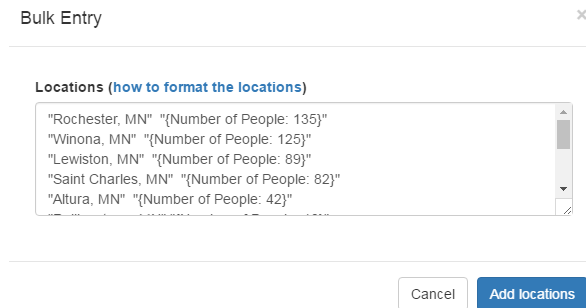 Bulk Entry
×
Locations (how to format the locations)
"Rochester, MN"  "{Number of People: 135}"
"Winona, MN"  "{Number of People: 125}"
"Lewiston, MN"  "{Number of People: 89}"
"Saint Charles, MN"  "{Number of People: 82}"
"Altura, MN"  "{Number of People: 42}"
Cancel
Add locations